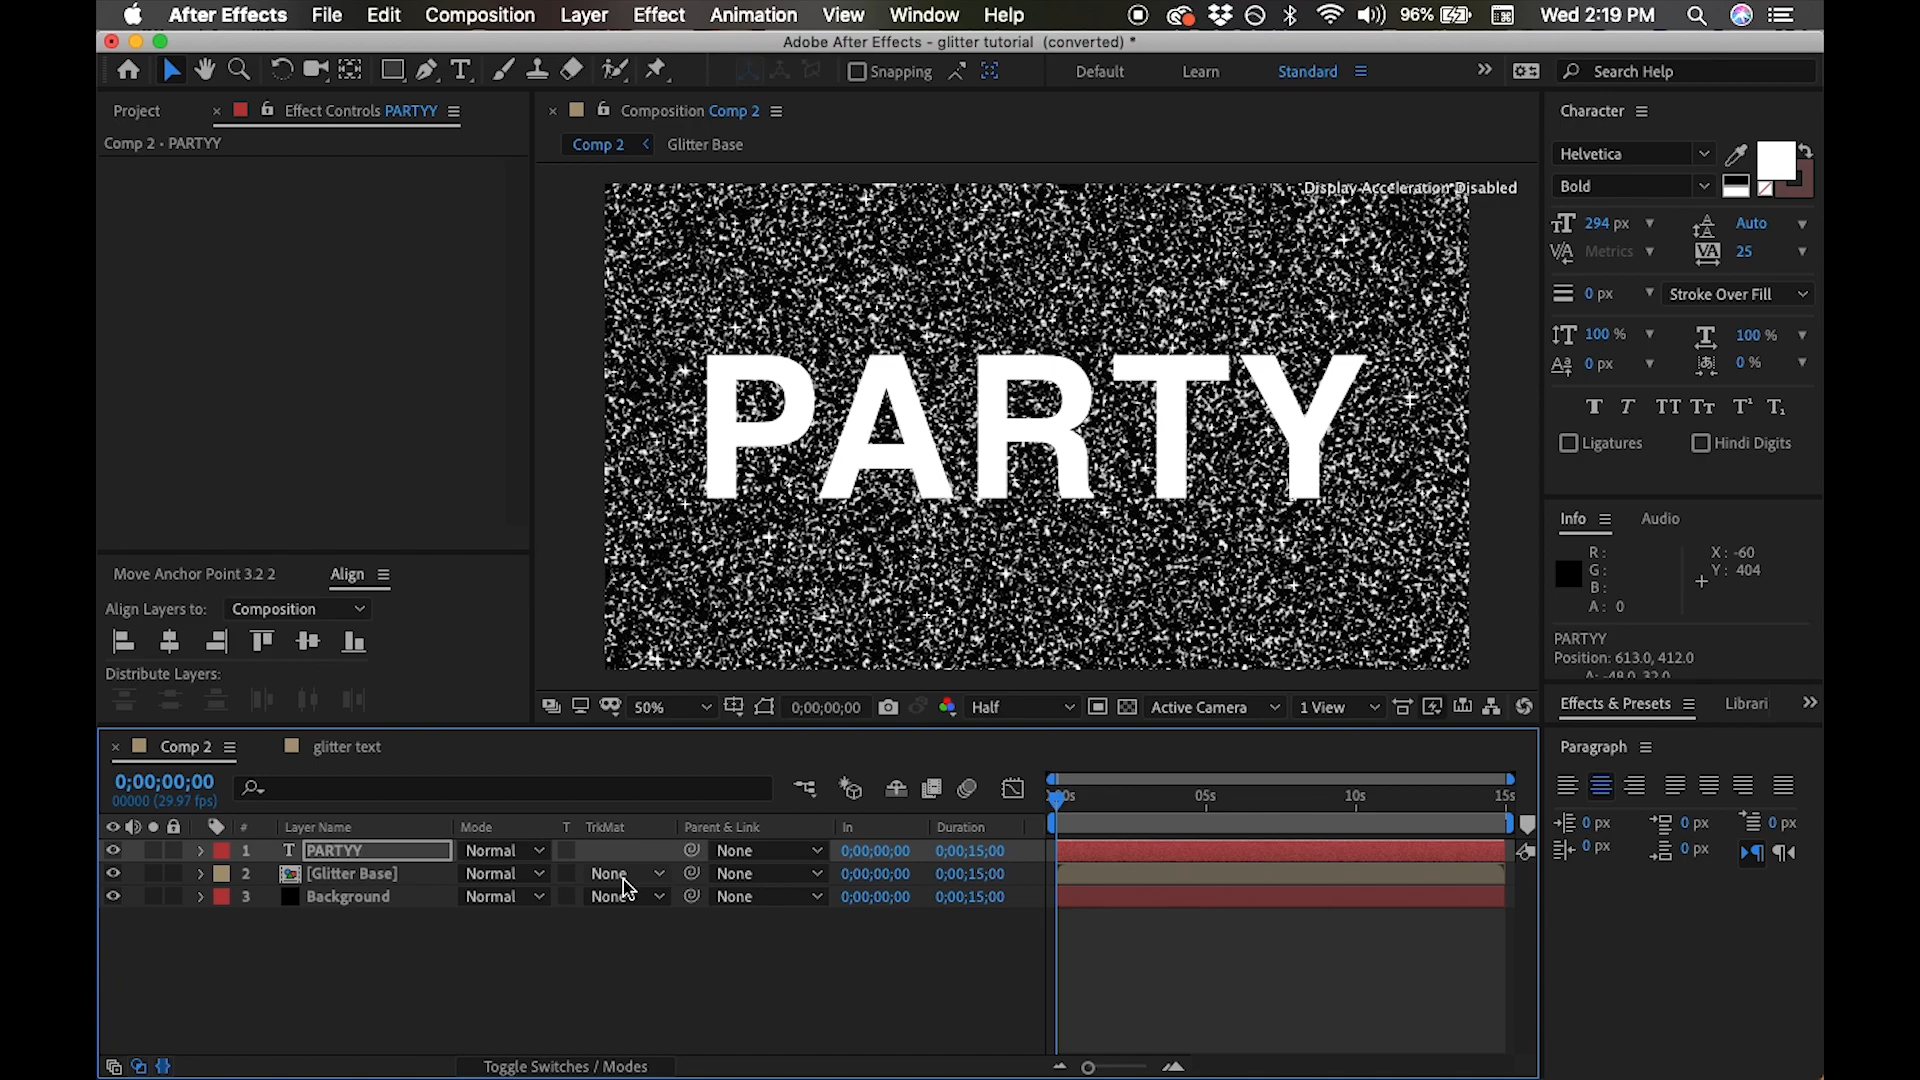 After Effects File Edit Composition Layer Effect Animation View Window Help 96% Wed 2:19 PM
Adobe After Effects - glitter tutorial (converted) *
Snapping Default Learn Standard Search Help
Project Effect Controls PARTYY
Comp 2 • PARTYY
Composition Comp 2
Comp 2 Glitter Base
Display Acceleration Disabled
PARTY
Character
Helvetica
Bold
294 px Auto
Metrics 25
0 px Stroke Over Fill
100 % 100 %
0 px 0 %
Ligatures Hindi Digits
Info Audio
R : X : -60
G : Y : 404
B :
A : 0
PARTYY
Position: 613.0, 412.0
A: -48.0, 32.0
Move Anchor Point 3.2 2 Align
Align Layers to: Composition
Distribute Layers:
50% 0;00;00;00 Half Active Camera 1 View
Effects & Presets Librari
Paragraph
0 px 0 px 0 px
0 px 0 px
Comp 2 glitter text
0;00;00;00
00000 (29.97 fps)
05s 10s 15s
# Layer Name Mode T TrkMat Parent & Link In Duration
1 T PARTYY Normal None 0;00;00;00 0;00;15;00
2 [Glitter Base] Normal None None 0;00;00;00 0;00;15;00
3 Background Normal None None 0;00;00;00 0;00;15;00
Toggle Switches / Modes